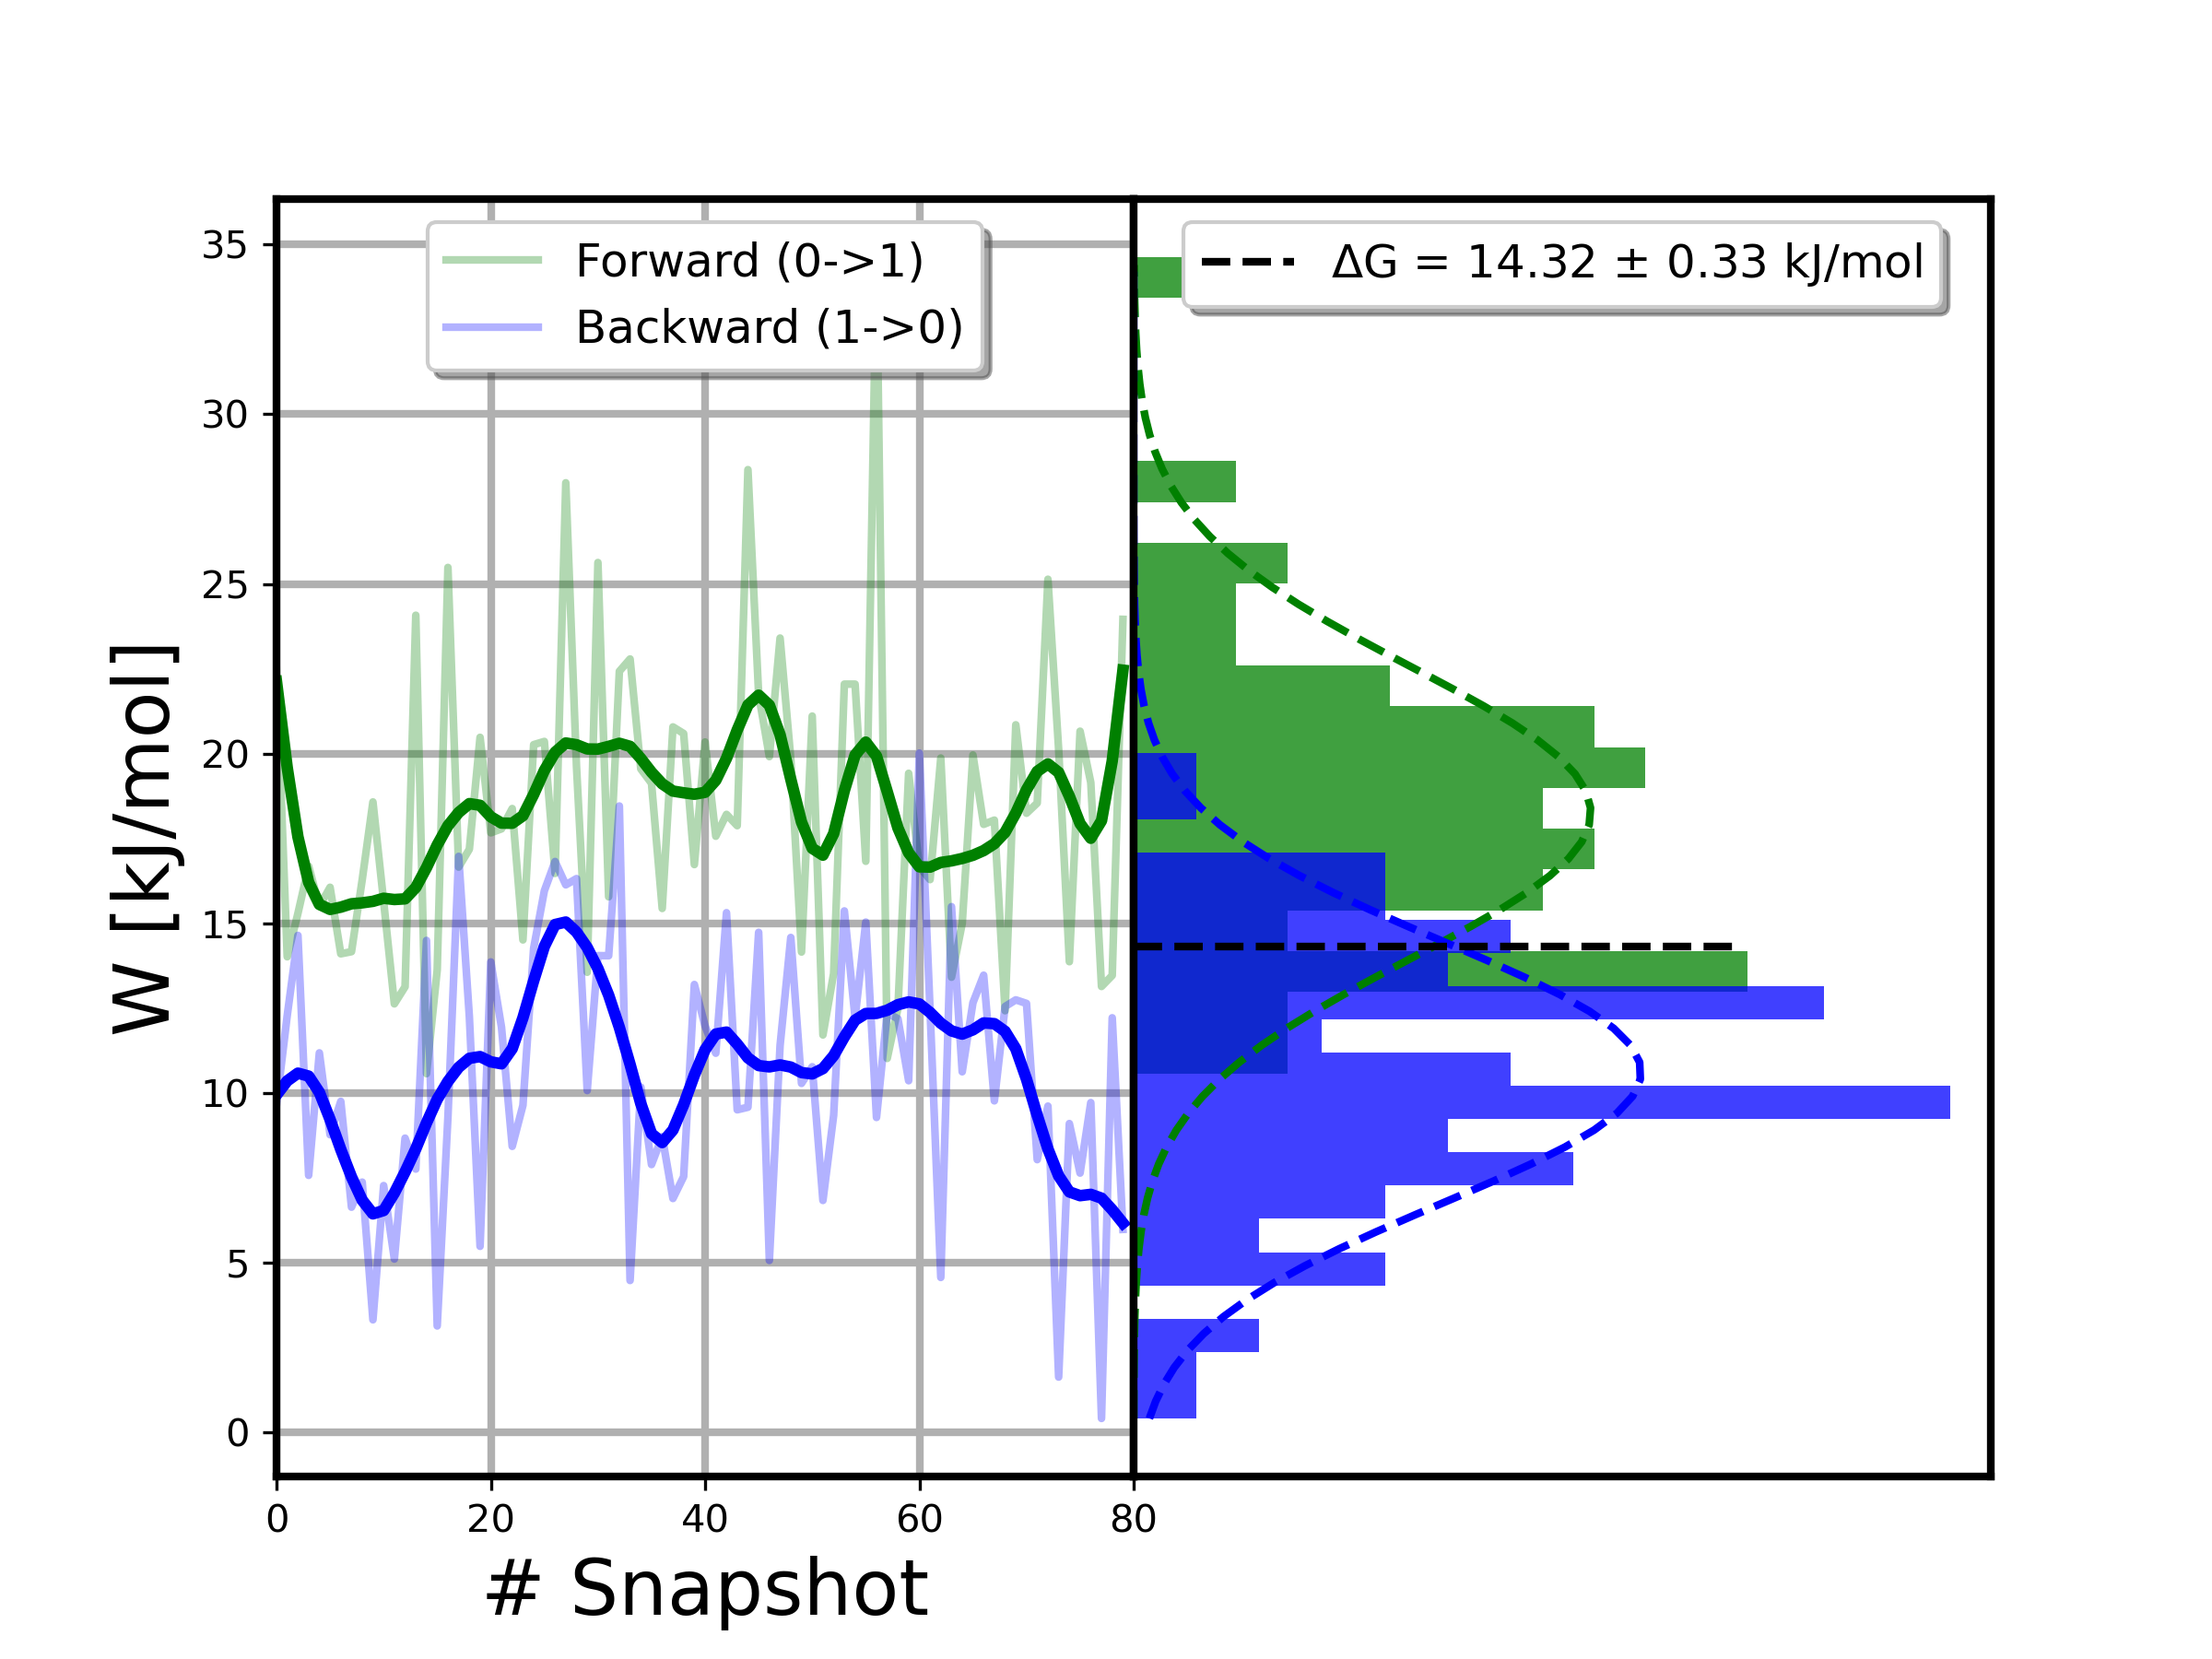 Forward (0->1)
Backward (1->0)
ΔG = 14.32 ± 0.33 kJ/mol
W [kJ/mol]
35
30
25
20
15
10
5
0
0 20 40 60 80
# Snapshot